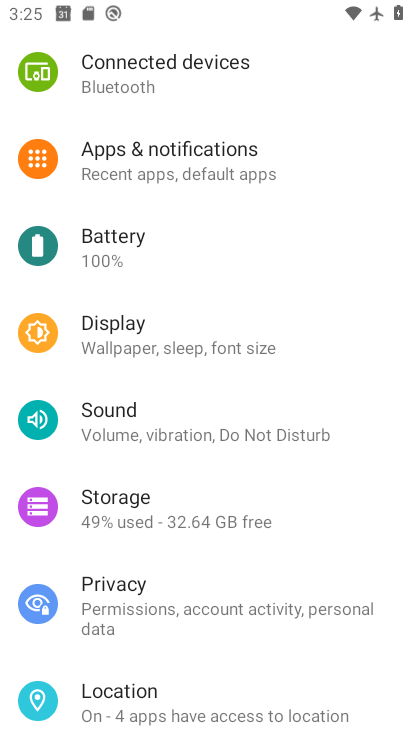 3:25
31
Connected devices
Bluetooth
Apps & notifications
Recent apps, default apps
Battery
100%
Display
Wallpaper, sleep, font size
Sound
Volume, vibration, Do Not Disturb
Storage
49% used - 32.64 GB free
Privacy
Permissions, account activity, personal
data
Location
On - 4 apps have access to location